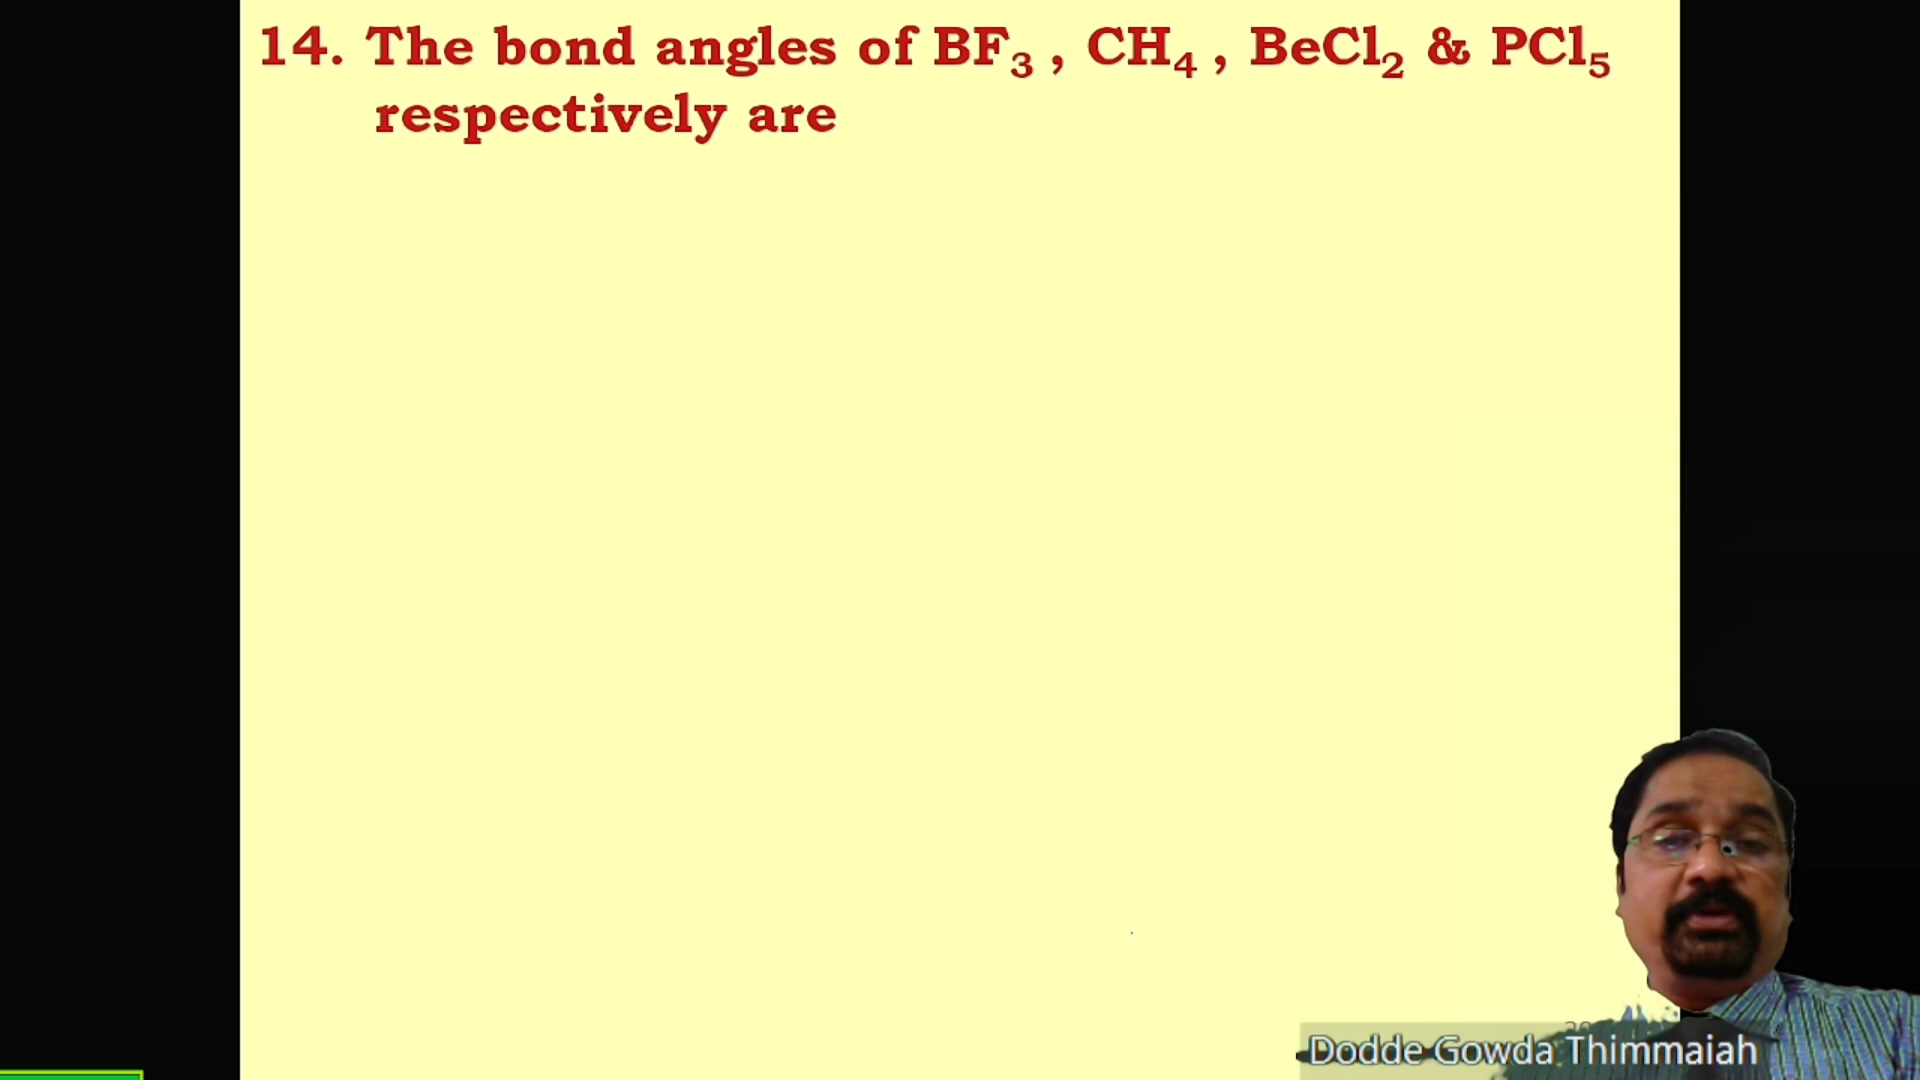 14. The bond angles of BF₃ , CH₄ , BeCl₂ & PCl₅
respectively are
Dodde Gowda Thimmaiah